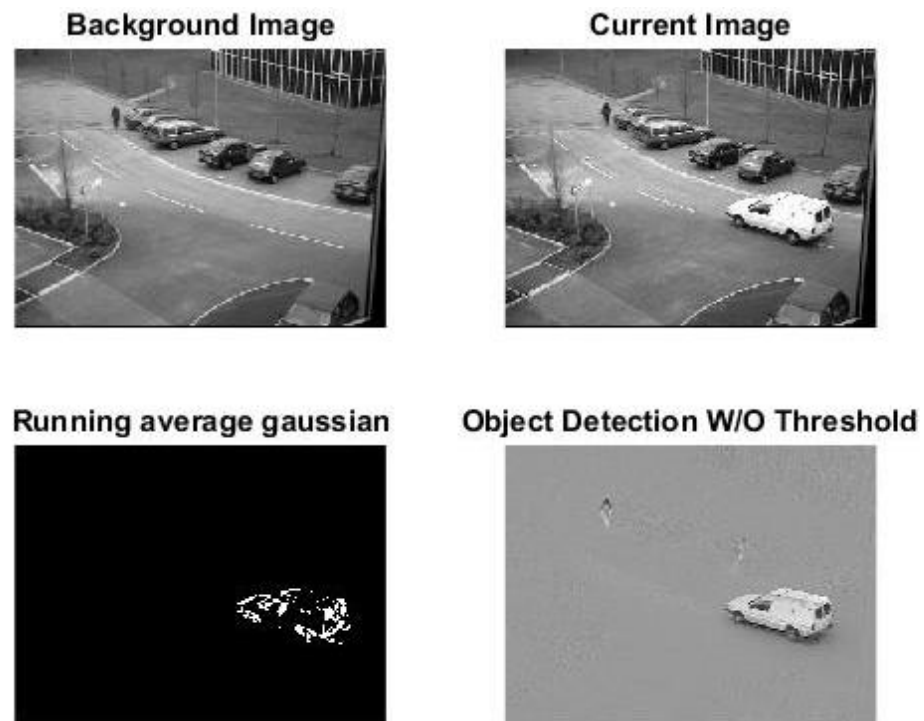 Background Image
Current Image
Running average gaussian
Object Detection W/O Threshold